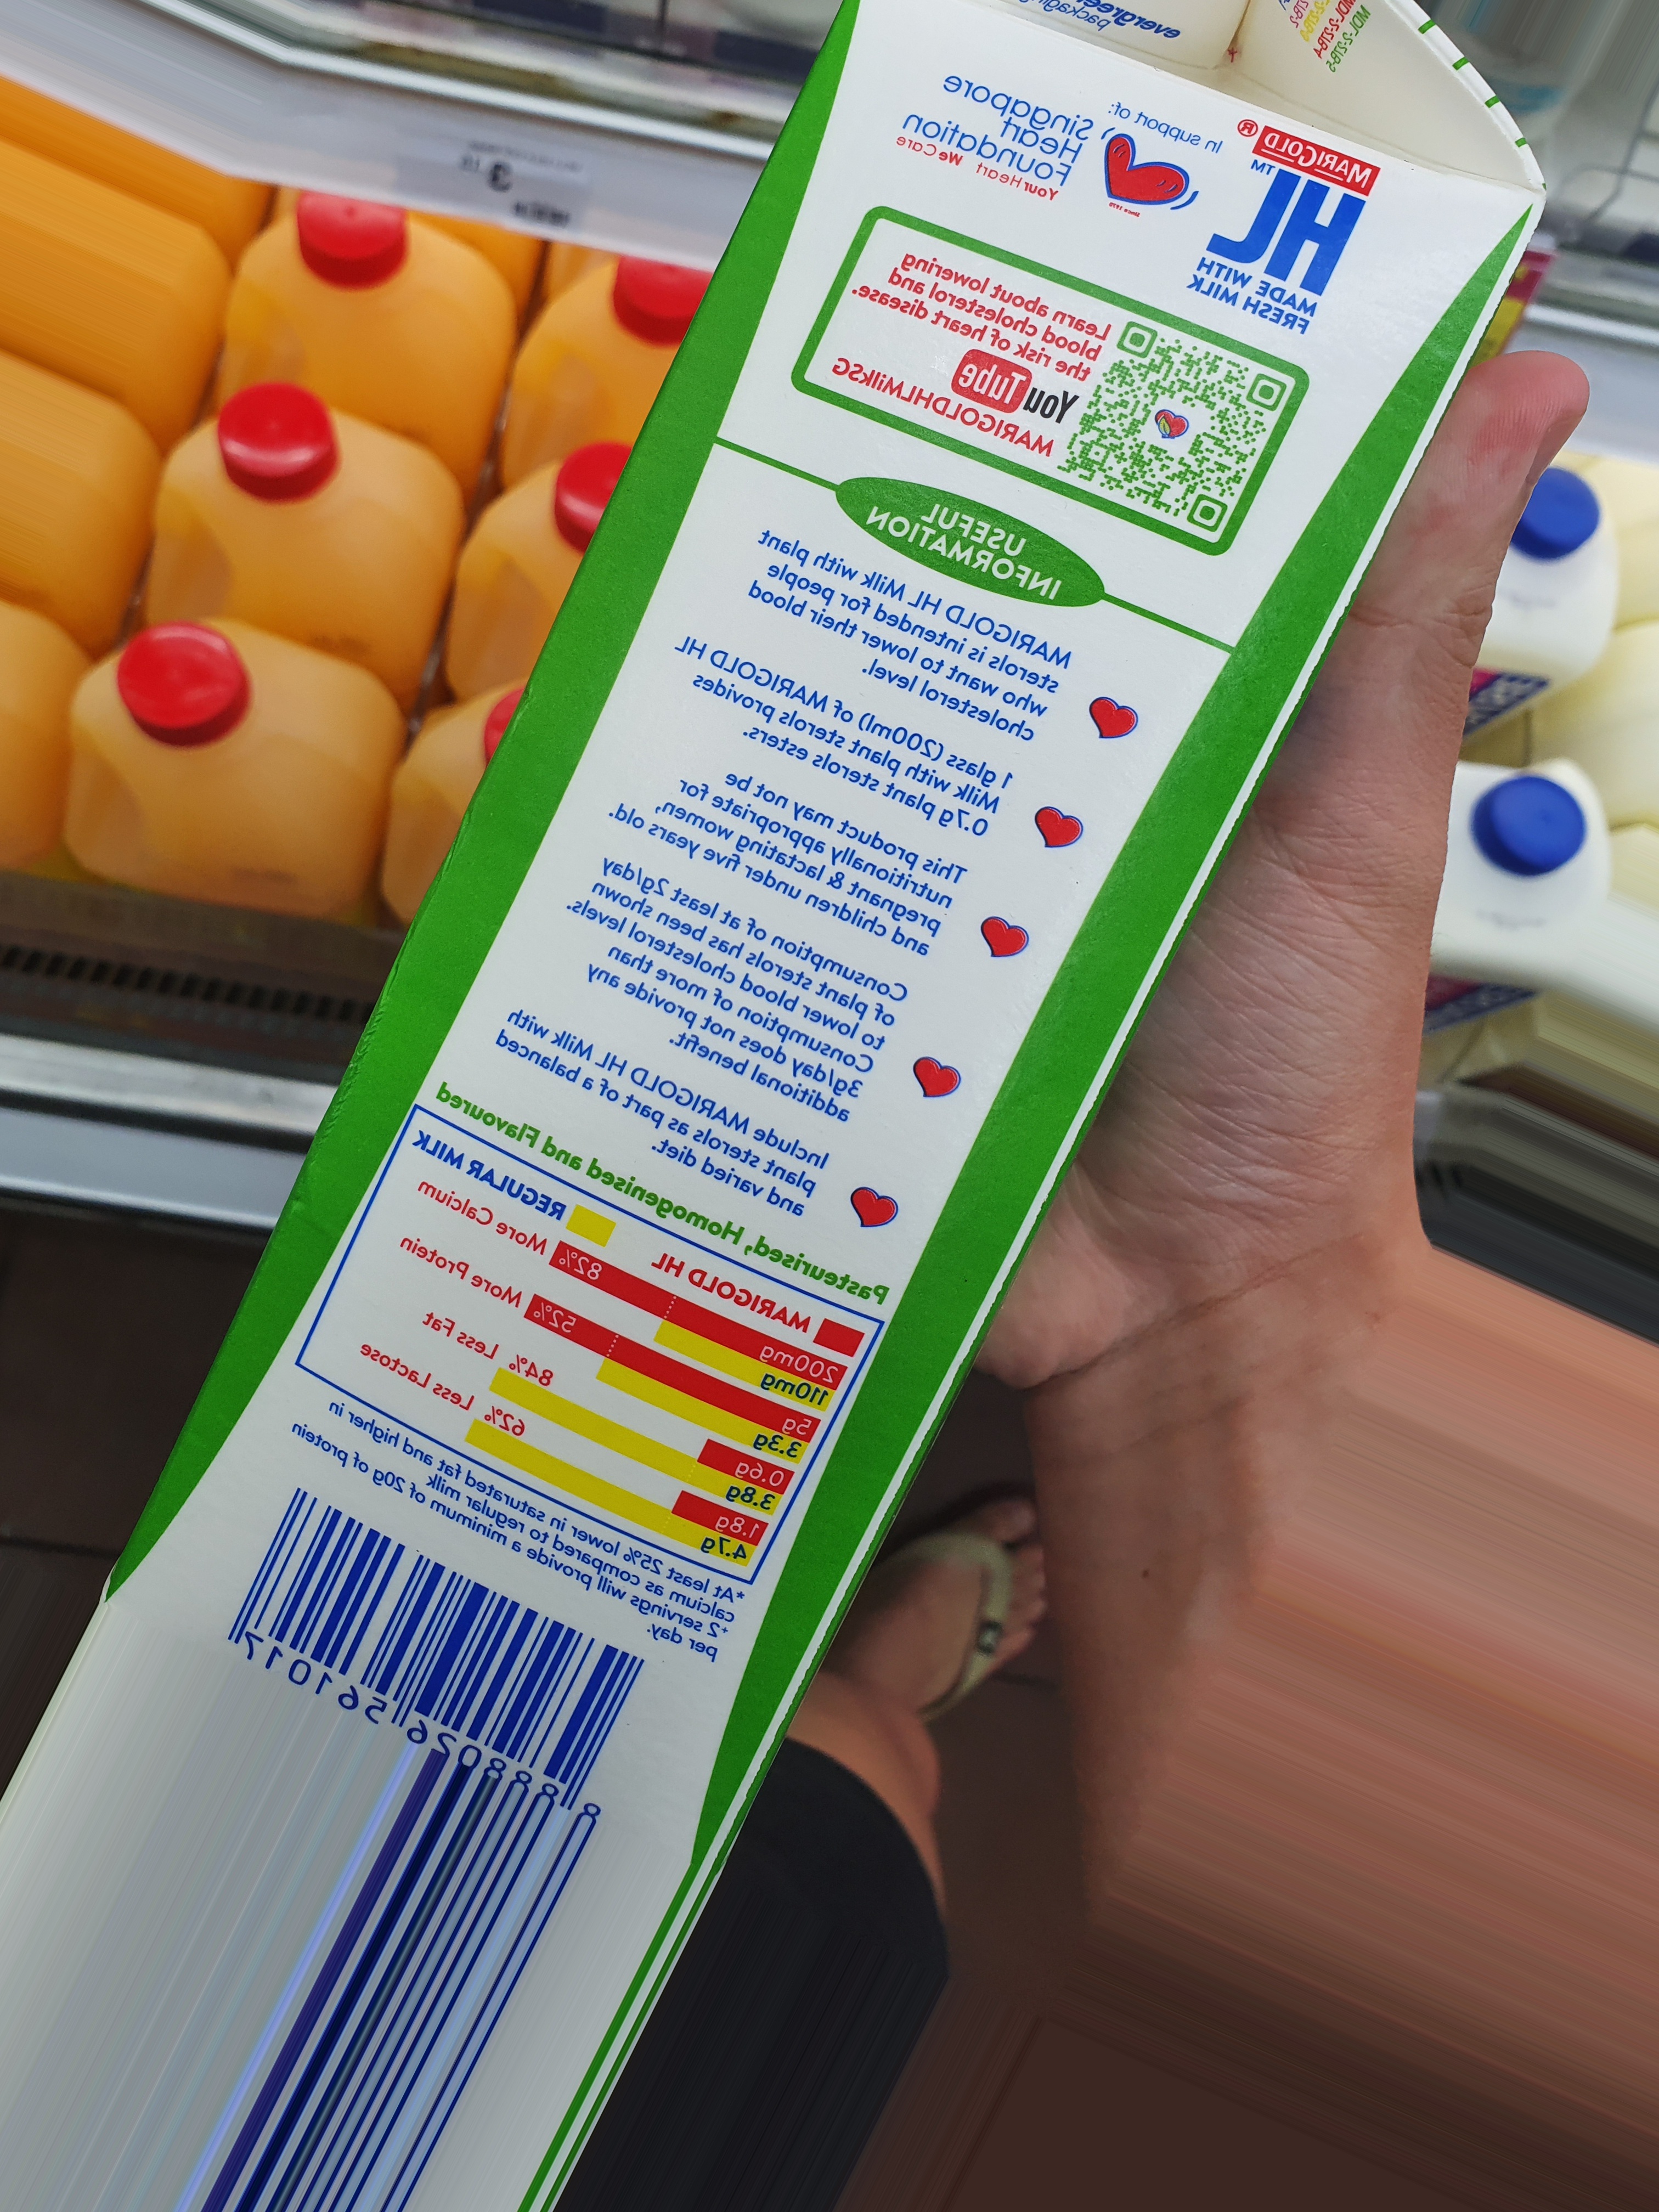 evergreen
packaging
MDL-2-2TB-5
MARIGOLD®
HL™
MADE WITH
FRESH MILK
In support of:
Since 1970
Singapore
Heart
Foundation
Your Heart We Care
Learn about lowering
blood cholesterol and
the risk of heart disease.
YouTube
MARIGOLDHLMilkSG
USEFUL
INFORMATION
MARIGOLD HL Milk with plant
sterols is intended for people
who want to lower their blood
cholesterol level.
1 glass (200ml) of MARIGOLD HL
Milk with plant sterols provides
0.7g plant sterols esters.
This product may not be
nutritionally appropriate for
pregnant & lactating women,
and children under five years old.
Consumption of at least 2g/day
of plant sterols has been shown
to lower blood cholesterol levels.
Consumption of more than
3g/day does not provide any
additional benefit.
Include MARIGOLD HL Milk with
plant sterols as part of a balanced
and varied diet.
Pasteurised, Homogenised and Flavoured
MARIGOLD HL REGULAR MILK
200mg 82% More Calcium
110mg
5g 52% More Protein
3.3g
0.6g 84% Less Fat
3.8g
1.8g 62% Less Lactose
4.7g
*At least 25% lower in saturated fat and higher in
calcium as compared to regular milk
+2 servings will provide a minimum of 20g of protein
per day.
8 888026 561017